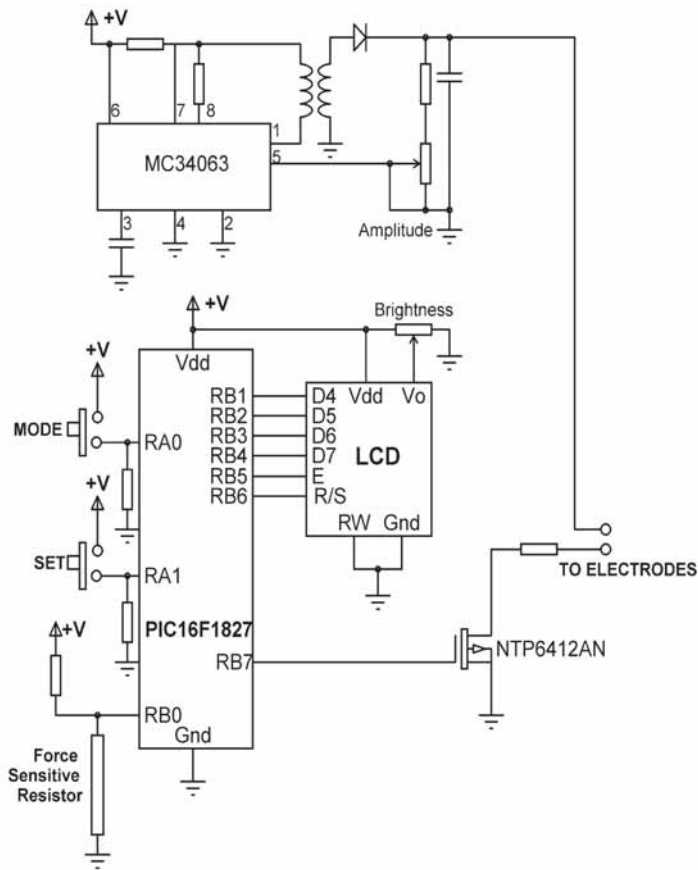 +V
6
7
8
1
5
MC34063
3
4
2
Amplitude
+V
Brightness
+V
Vdd
Vdd
Vo
RB1
D4
RB2
D5
MODE
RA0
RB3
D6
RB4
D7
LCD
RB5
E
+V
RB6
R/S
RW
Gnd
SET
RA1
TO ELECTRODES
+V
PIC16F1827
RB7
NTP6412AN
RB0
Gnd
Force
Sensitive
Resistor